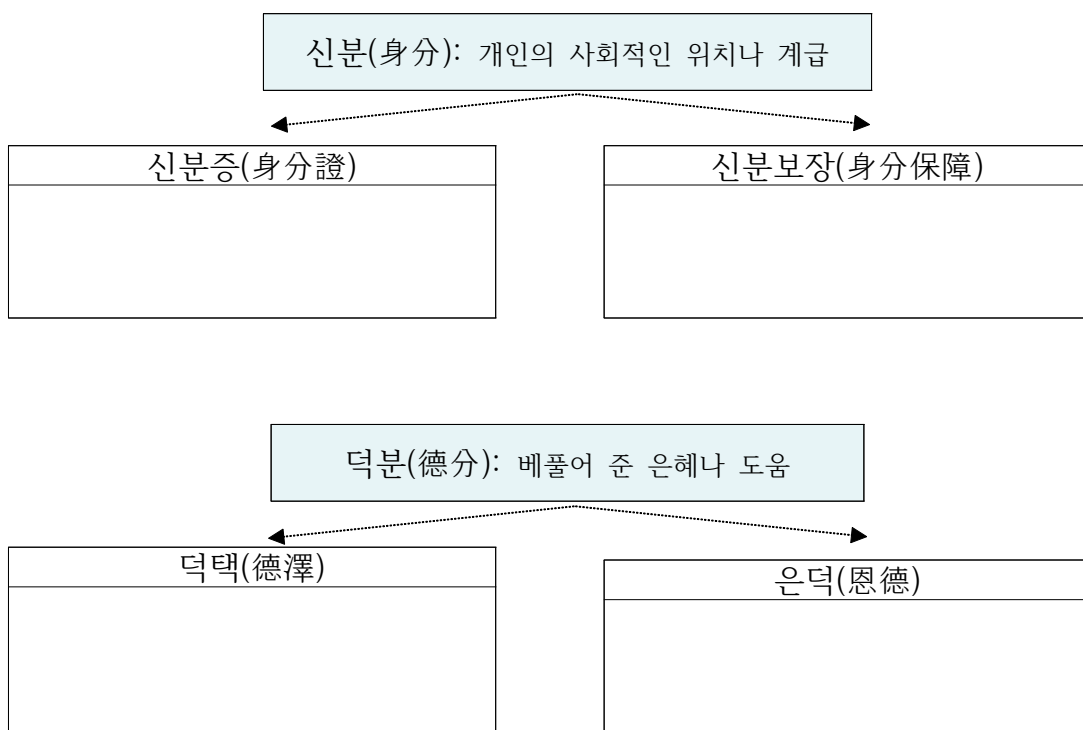 신분(身分): 개인의 사회적인 위치나 계급
신분증(身分證)
신분보장(身分保障)
덕분(德分): 베풀어 준 은혜나 도움
덕택(德澤)
은덕(恩德)